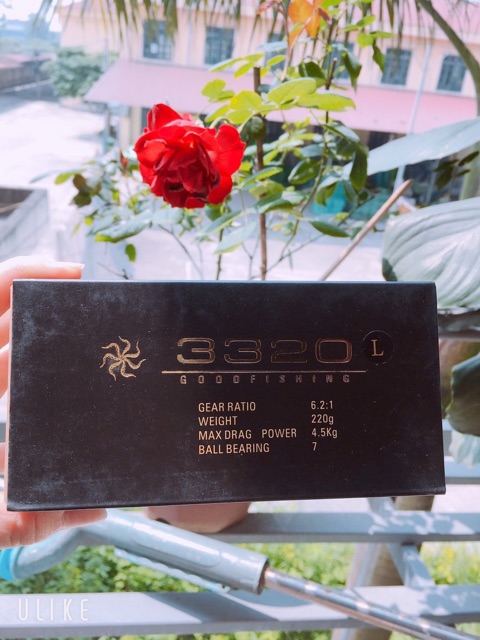 3320 L
GOODFISHING
GEAR RATIO 6.2:1
WEIGHT 220g
MAX DRAG POWER 4.5Kg
BALL BEARING 7
ULIKE